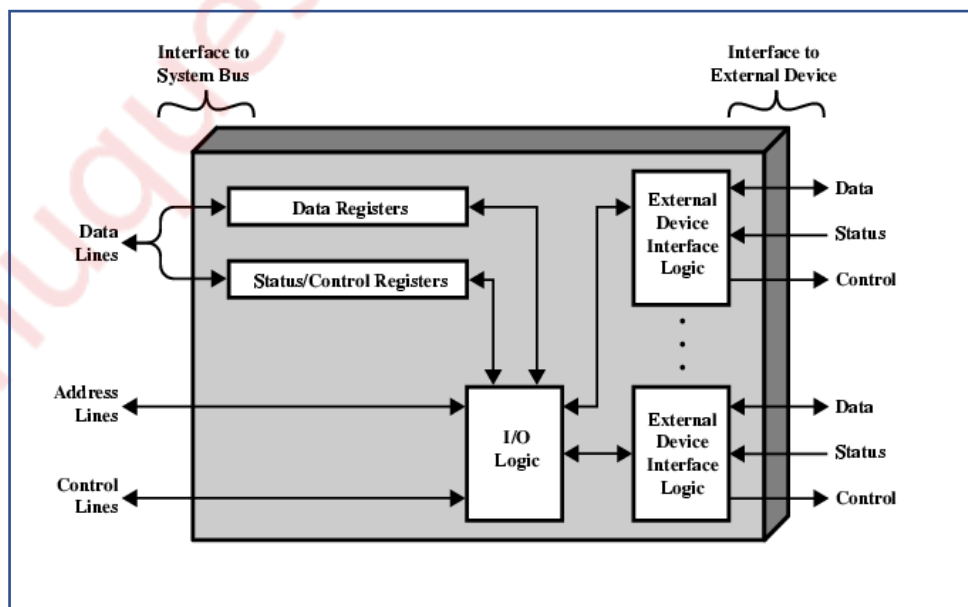 Interface to
System Bus
Interface to
External Device
Data Registers
External
Device
Interface
Logic
Data
Status
Control
Data
Lines
Status/Control Registers
Address
Lines
I/O
Logic
External
Device
Interface
Logic
Data
Status
Control
Control
Lines